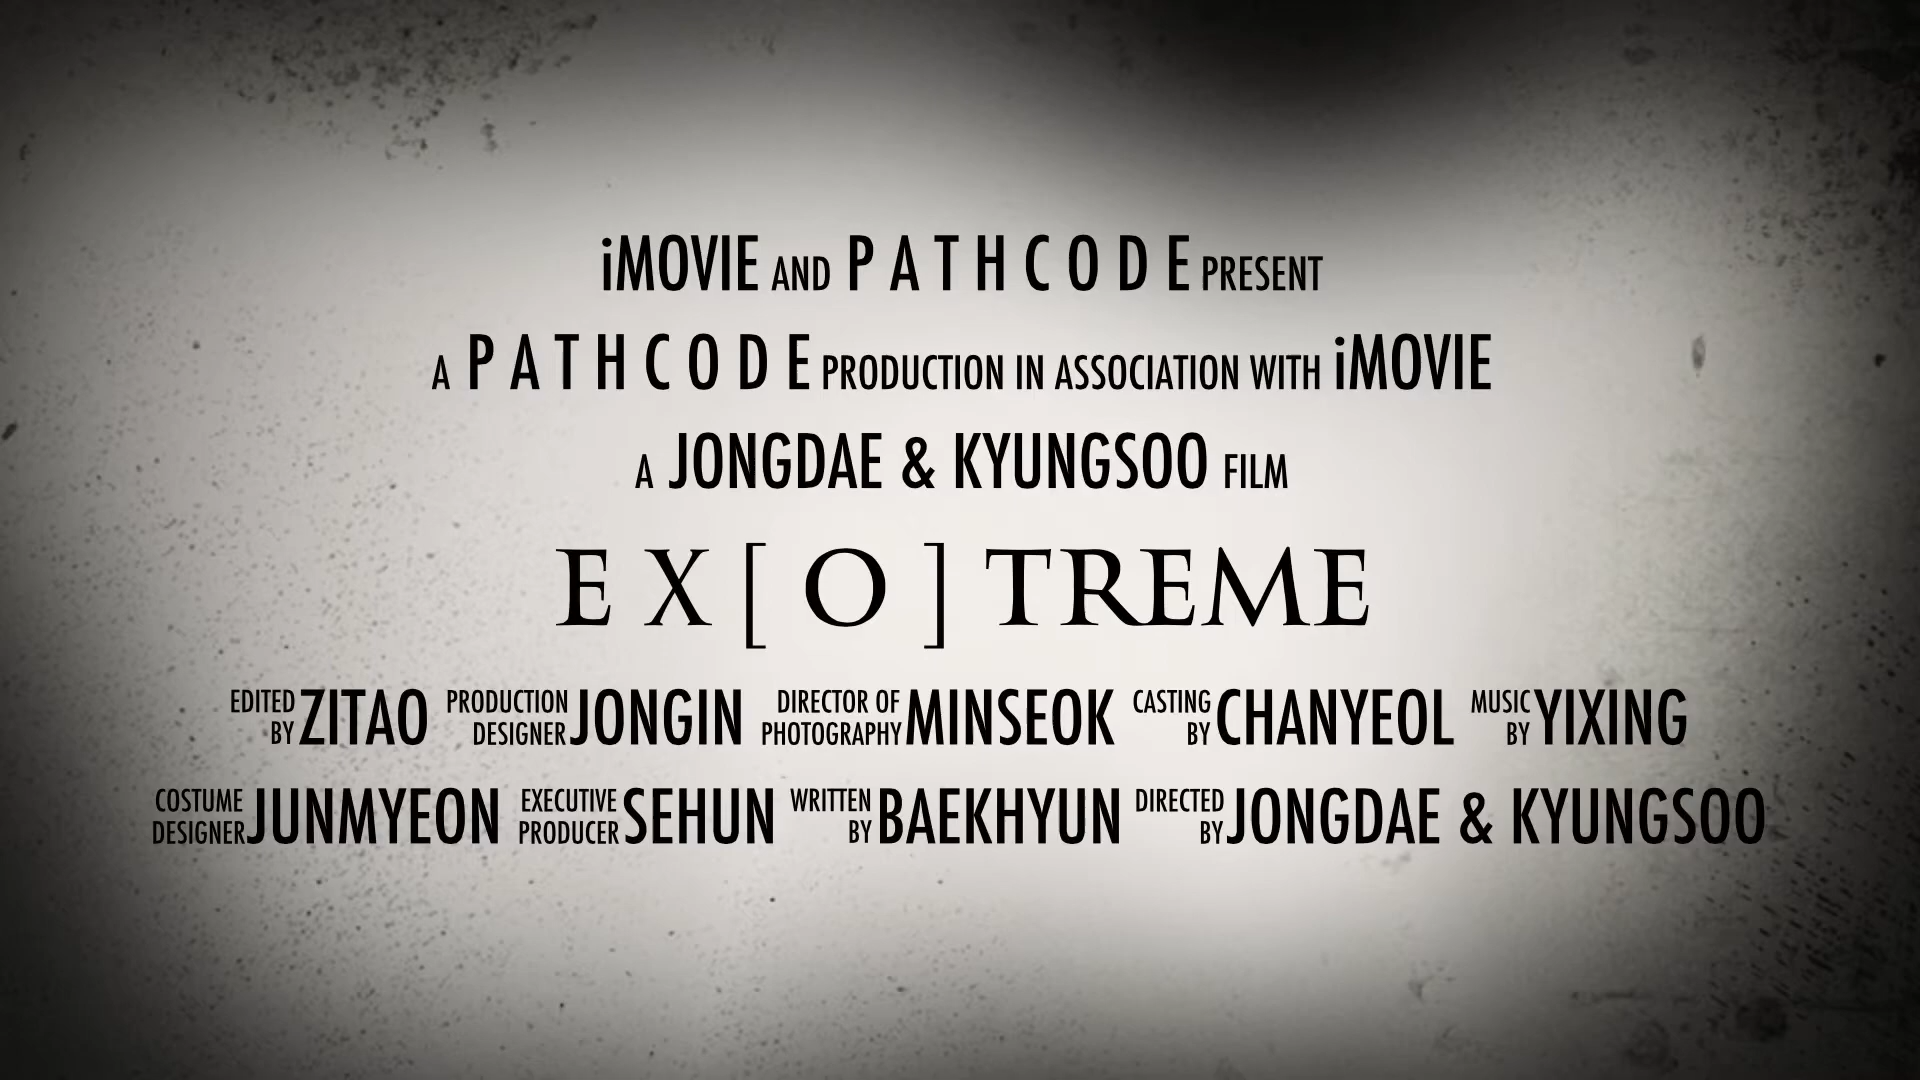 iMOVIE AND P A T H C O D E PRESENT
A P A T H C O D E PRODUCTION IN ASSOCIATION WITH iMOVIE
A JONGDAE & KYUNGSOO FILM
E X [ O ] TREME
EDITED BY ZITAO PRODUCTION DESIGNER JONGIN DIRECTOR OF PHOTOGRAPHY MINSEOK CASTING BY CHANYEOL MUSIC BY YIXING
COSTUME DESIGNER JUNMYEON EXECUTIVE PRODUCER SEHUN WRITTEN BY BAEKHYUN DIRECTED BY JONGDAE & KYUNGSOO